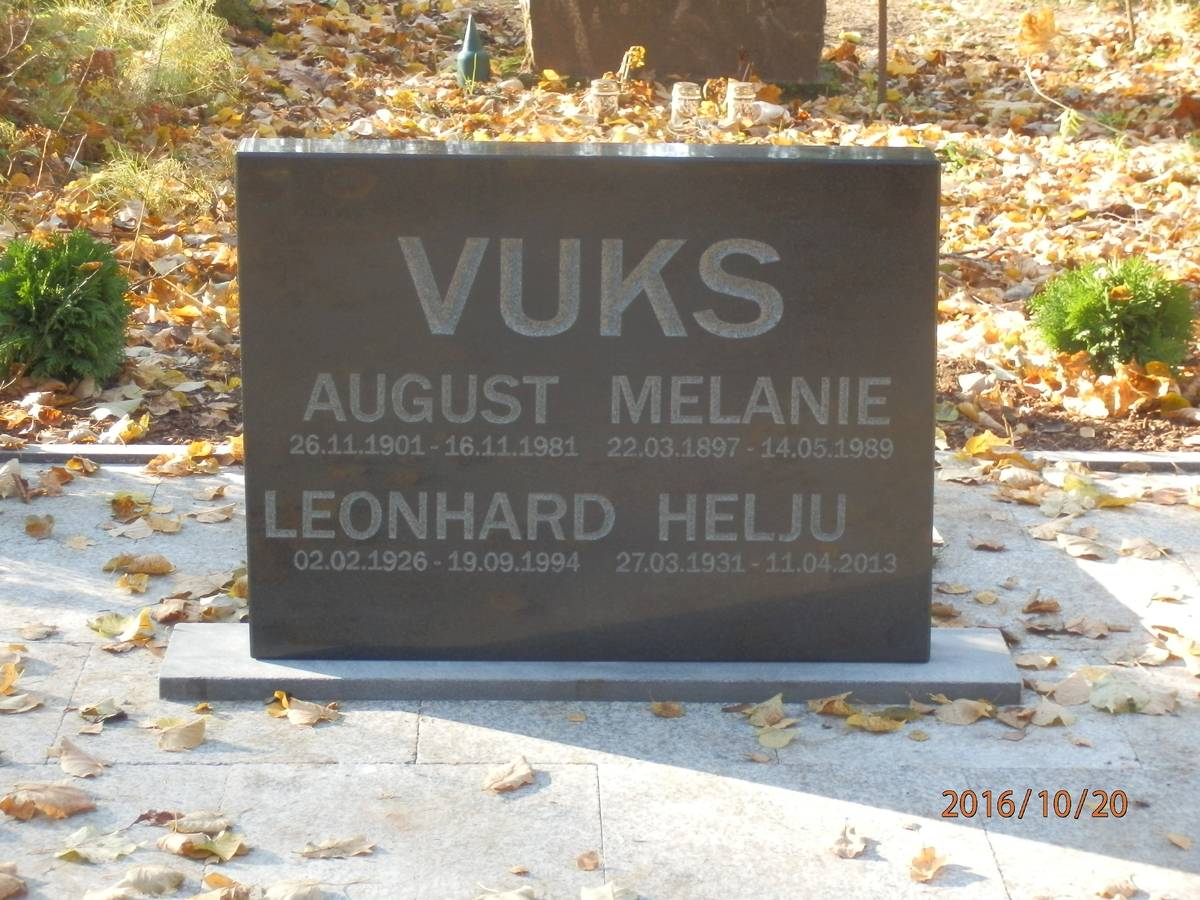 VUKS
AUGUST MELANIE
26.11.1901 - 16.11.1981 22.03.1897 - 14.05.1989
LEONHARD HELJU
02.02.1926 - 19.09.1994 27.03.1931 - 11.04.2013
2016/10/20